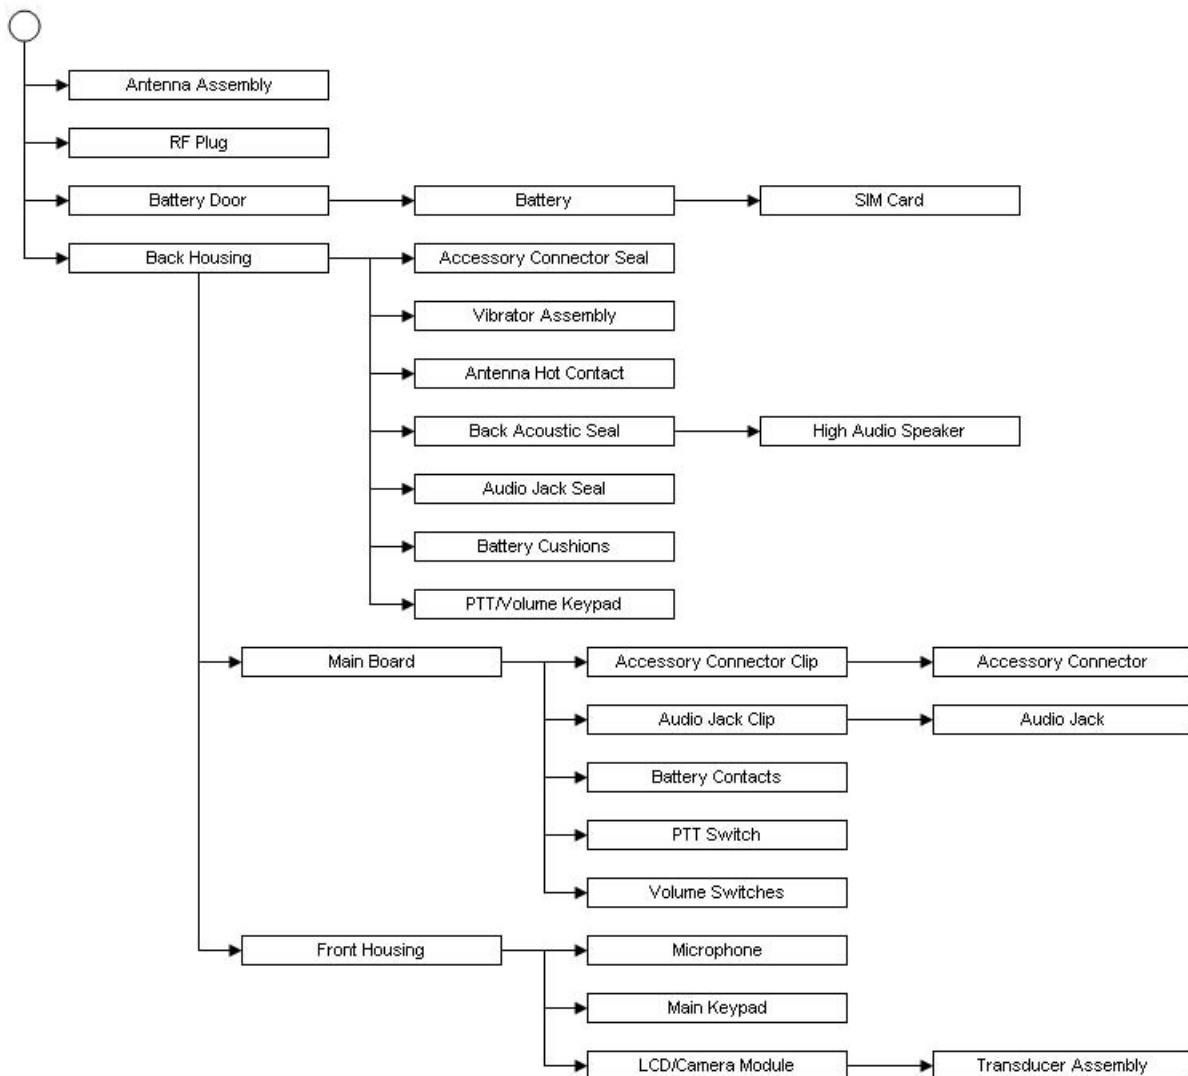 Antenna Assembly
RF Plug
Battery Door
Battery
SIM Card
Back Housing
Accessory Connector Seal
Vibrator Assembly
Antenna Hot Contact
Back Acoustic Seal
High Audio Speaker
Audio Jack Seal
Battery Cushions
PTT/Volume Keypad
Main Board
Accessory Connector Clip
Accessory Connector
Audio Jack Clip
Audio Jack
Battery Contacts
PTT Switch
Volume Switches
Front Housing
Microphone
Main Keypad
LCD/Camera Module
Transducer Assembly